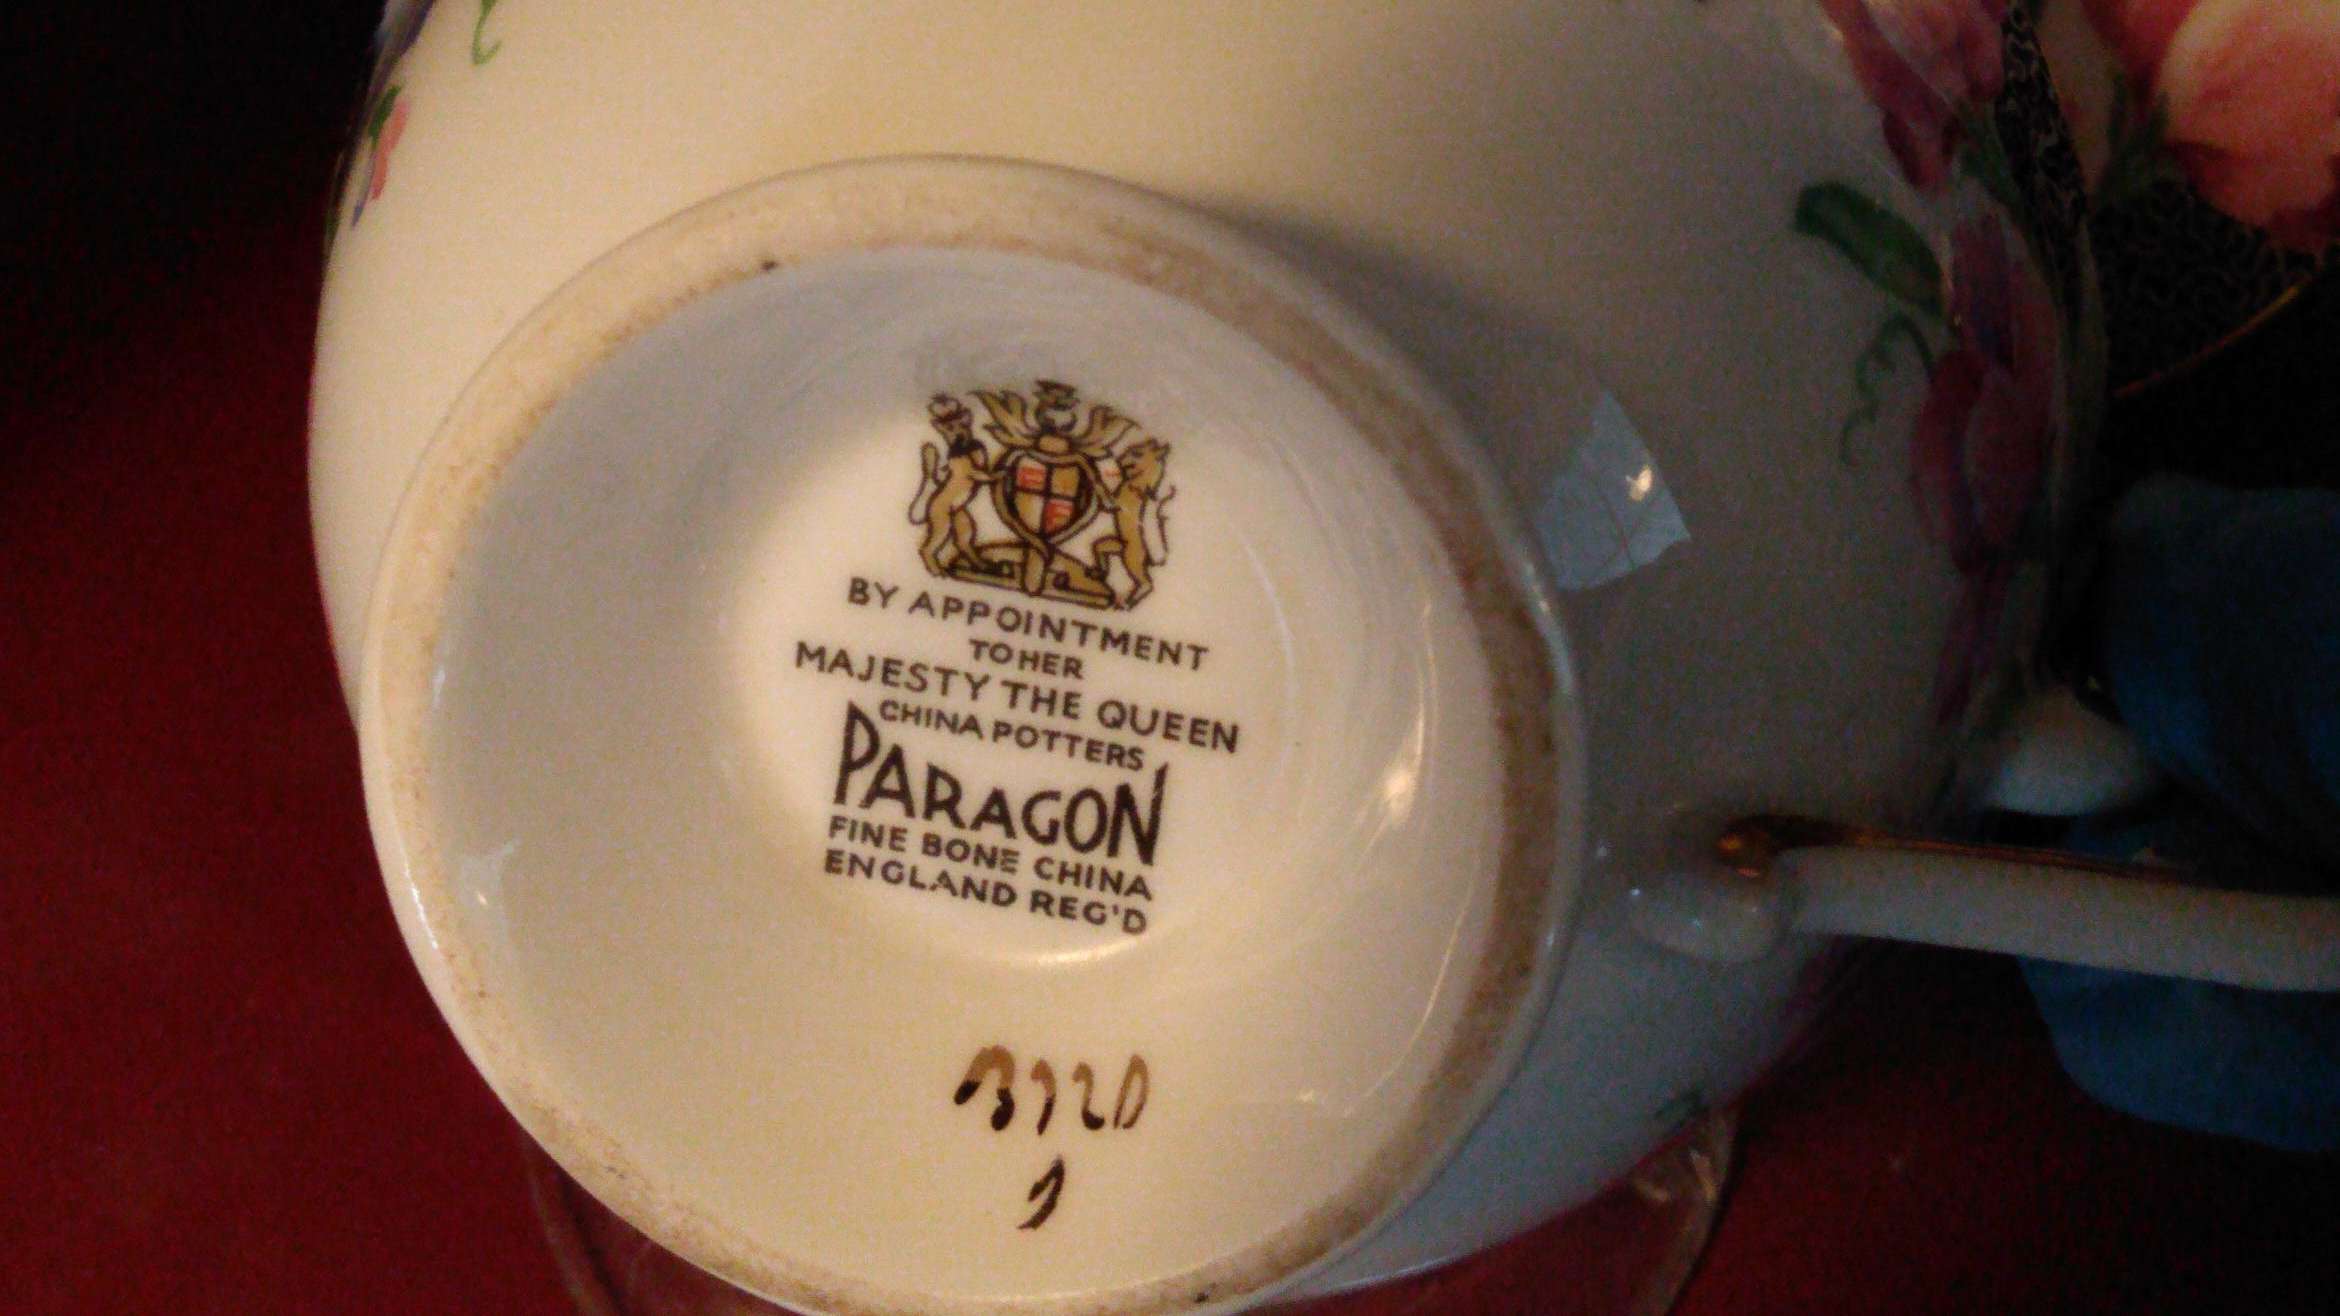 BY APPOINTMENT
TO HER
MAJESTY THE QUEEN
CHINA POTTERS
PARAGON
FINE BONE CHINA
ENGLAND REG'D